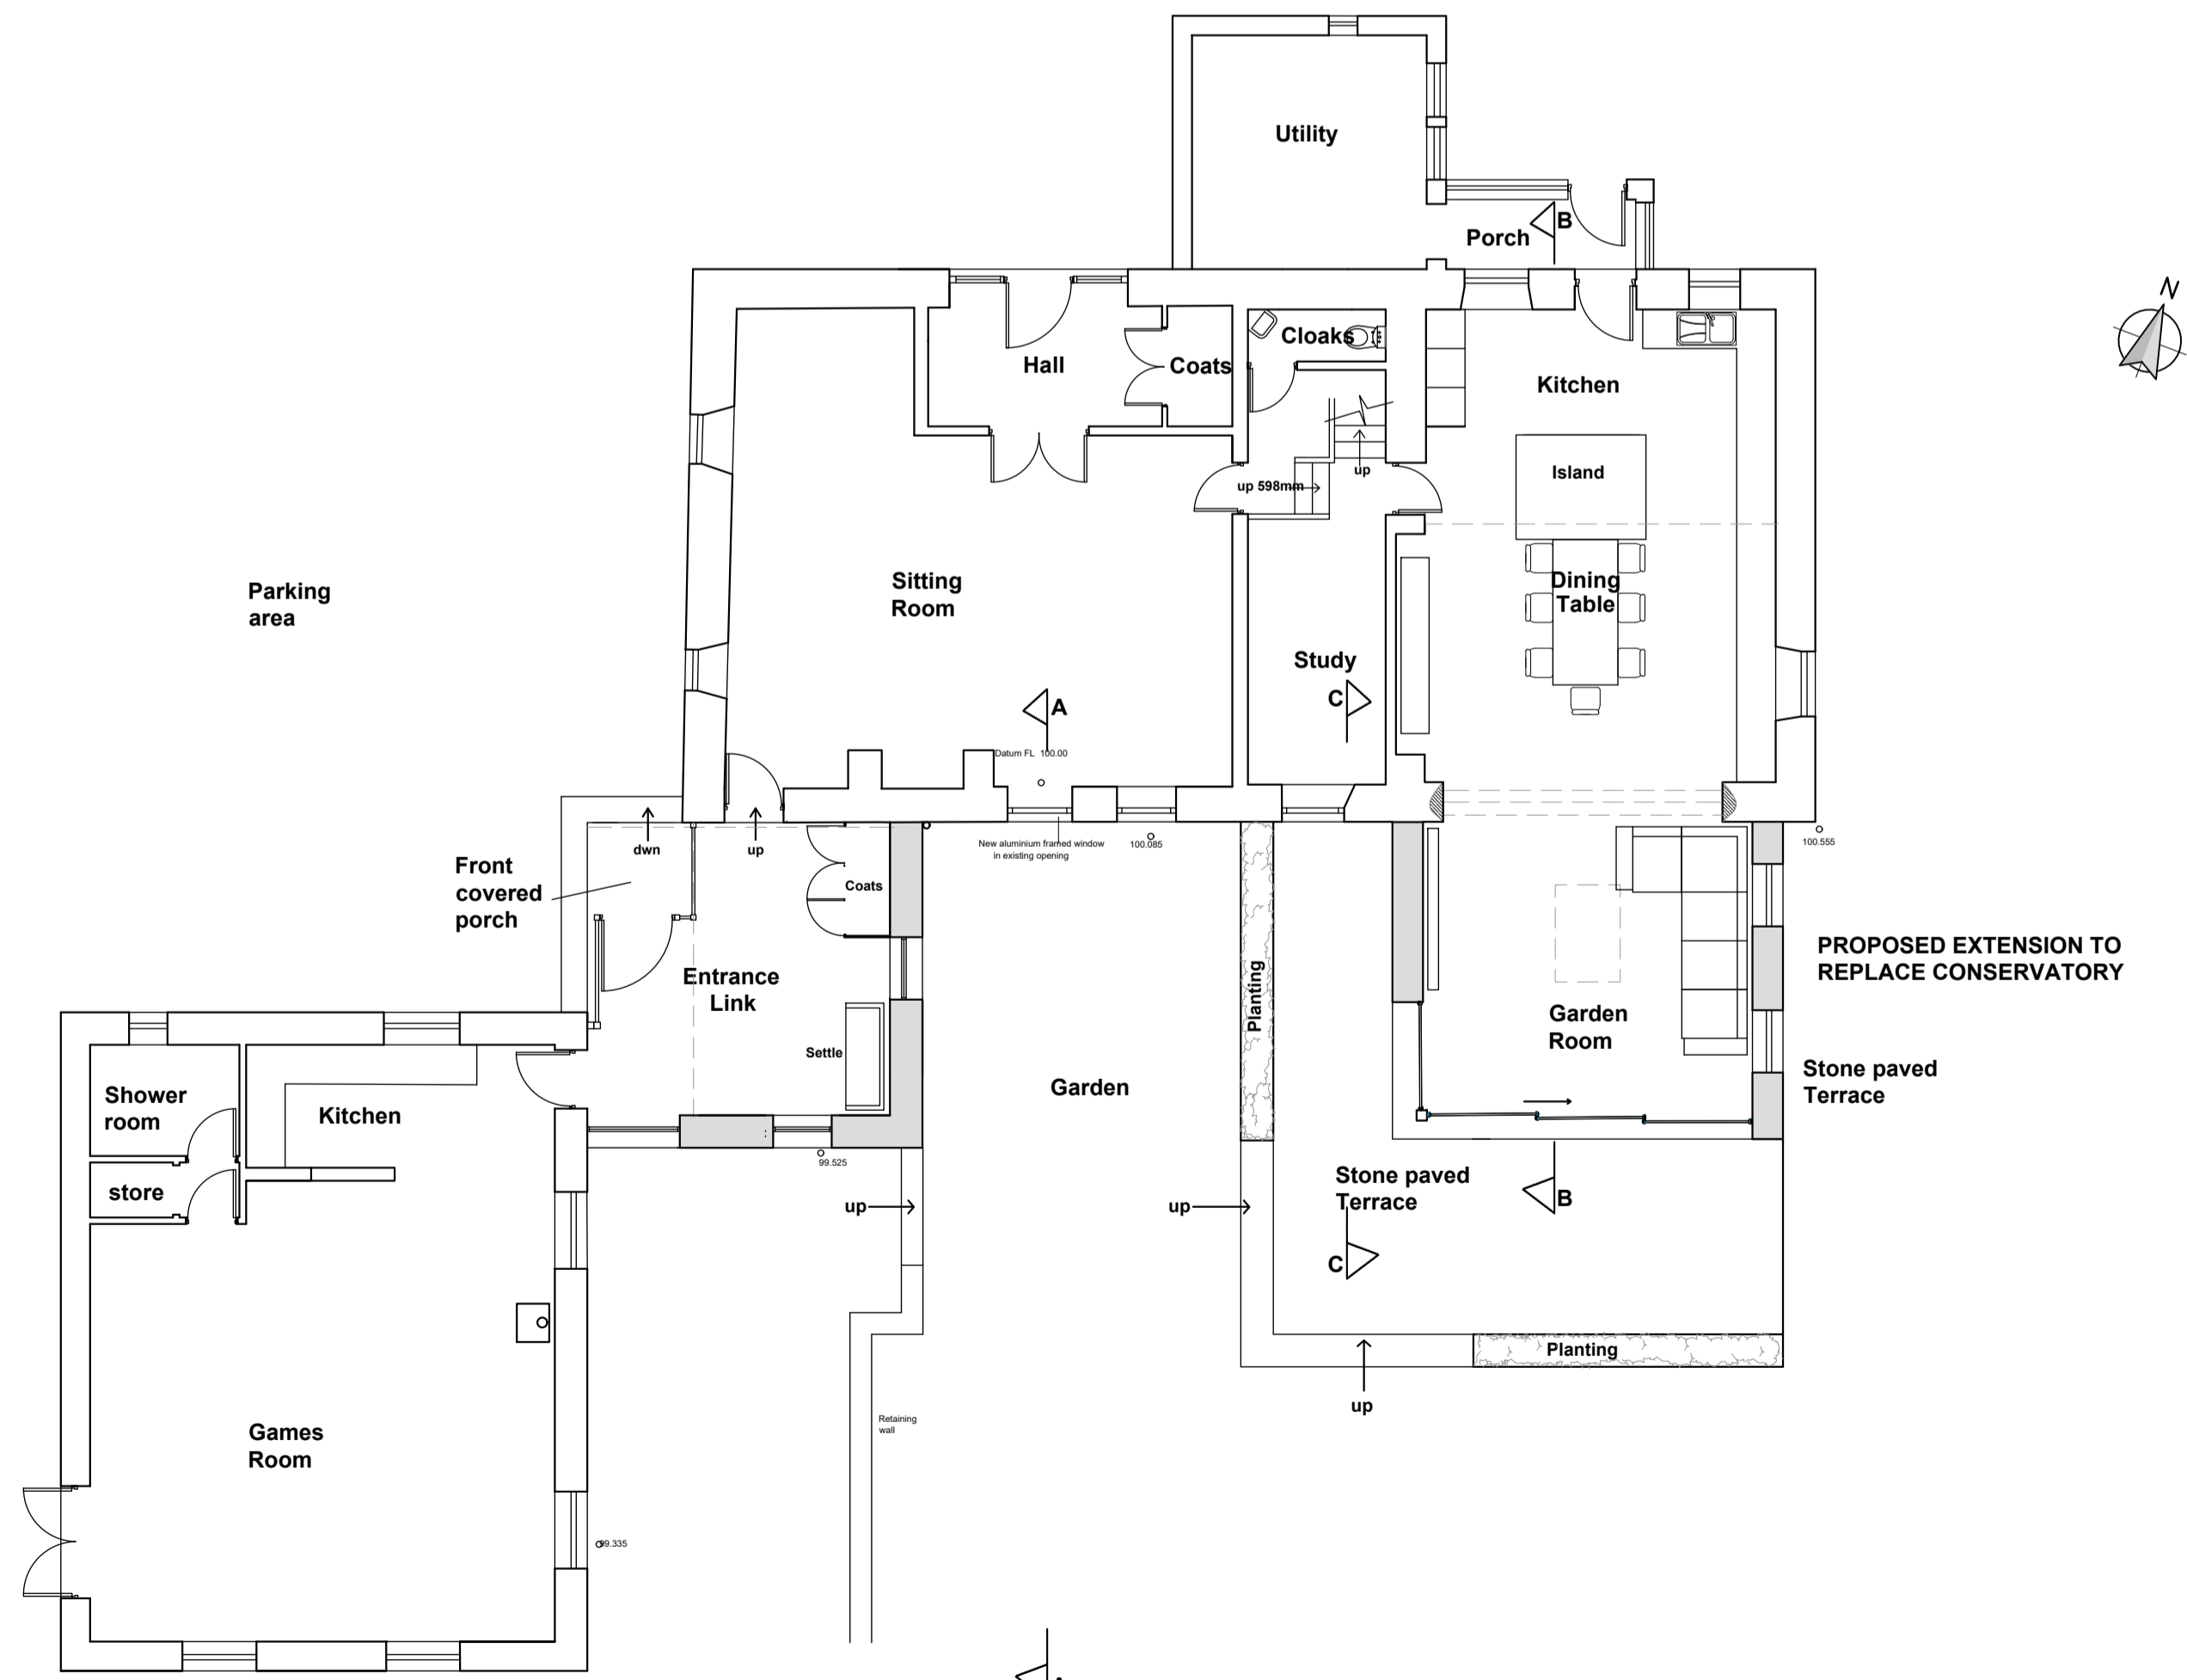 Utility
Porch
B
N
Hall
Coats
Cloaks
Kitchen
up
up 598mm
Island
Parking
area
Sitting
Room
Dining
Table
Study
C
A
Datum FL 100.00
dwn
up
New aluminium framed window
in existing opening
100.085
100.555
Front
covered
porch
Coats
Entrance
Link
Settle
Planting
PROPOSED EXTENSION TO
REPLACE CONSERVATORY
Garden
Room
Stone paved
Terrace
Garden
Shower
room
Kitchen
store
99.525
up
up
Stone paved
Terrace
B
C
Planting
up
Retaining
wall
Games
Room
99.335